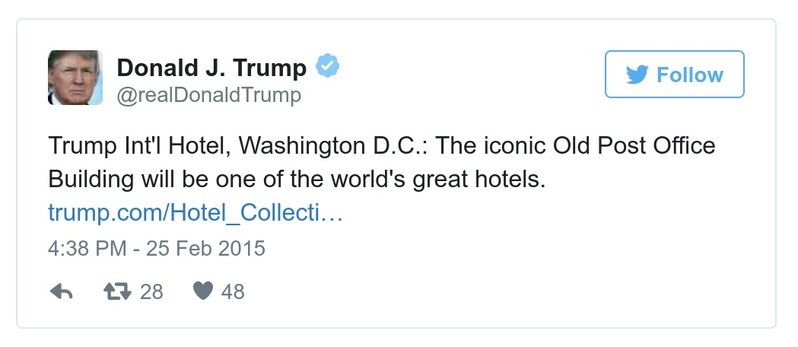 Donald J. Trump
@realDonaldTrump
Follow
Trump Int'l Hotel, Washington D.C.: The iconic Old Post Office
Building will be one of the world's great hotels.
trump.com/Hotel_Collecti…
4:38 PM - 25 Feb 2015
28 48